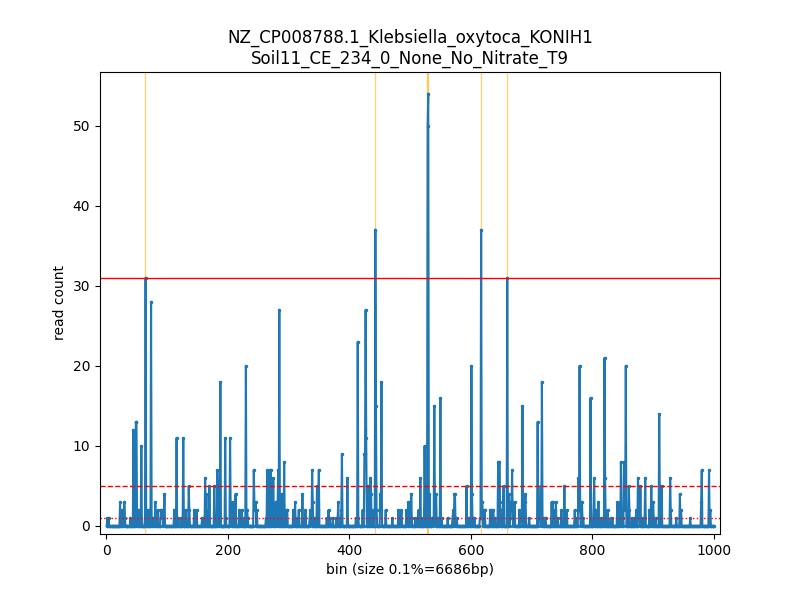 NZ_CP008788.1_Klebsiella_oxytoca_KONIH1
Soil11_CE_234_0_None_No_Nitrate_T9
read count
50
40
30
20
10
0
0 200 400 600 800 1000
bin (size 0.1%=6686bp)